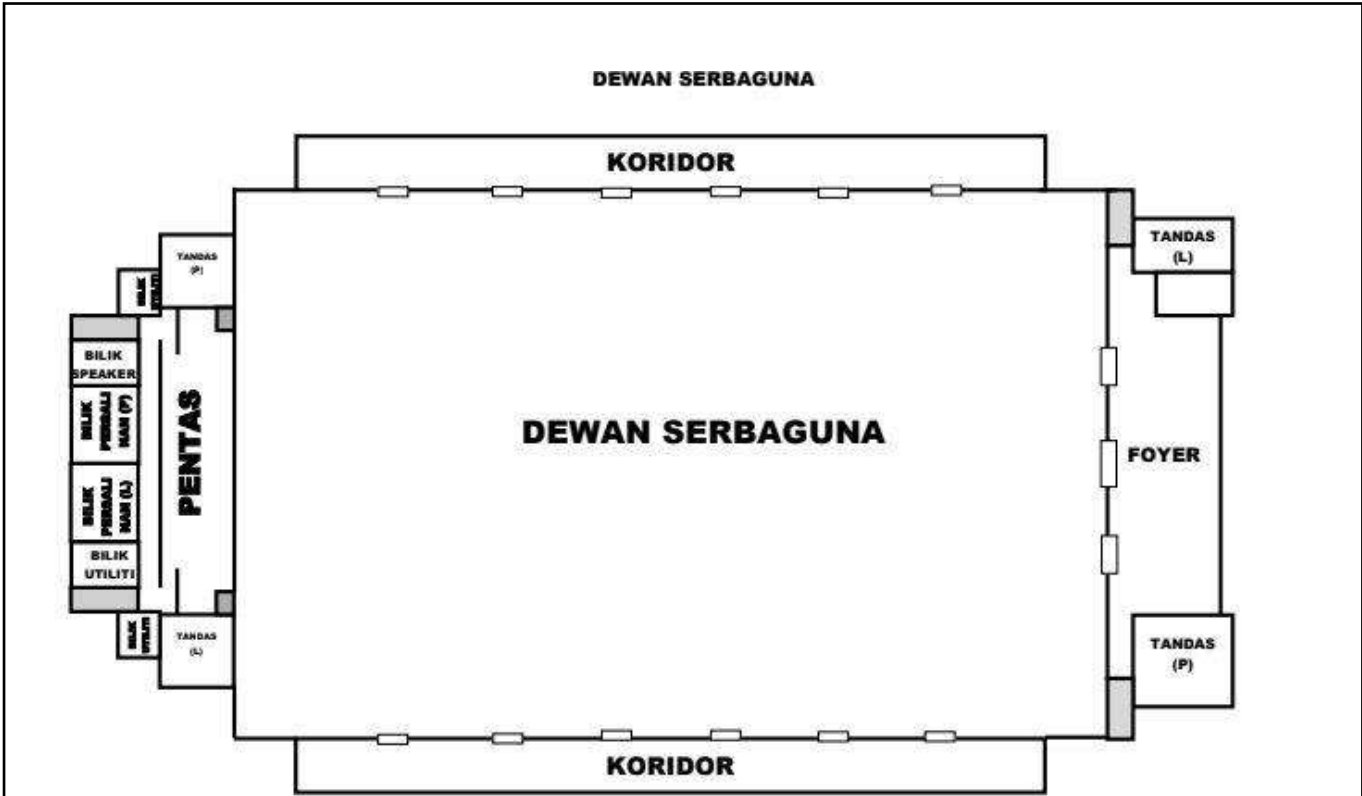 DEWAN SERBAGUNA
KORIDOR
TANDAS
(P)
BILIK
UTILITI
BILIK
SPEAKER
BILIK
PERSALI
NAN (P)
BILIK
PERSALI
NAN (L)
BILIK
UTILITI
BILIK
UTILITI
TANDAS
(L)
PENTAS
DEWAN SERBAGUNA
TANDAS
(L)
FOYER
TANDAS
(P)
KORIDOR